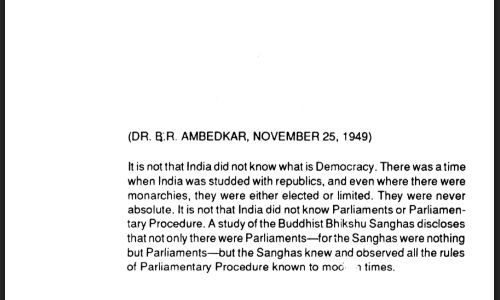 (DR. B.R. AMBEDKAR, NOVEMBER 25, 1949)
It is not that India did not know what is Democracy. There was a time
when India was studded with republics, and even where there were
monarchies, they were either elected or limited. They were never
absolute. It is not that India did not know Parliaments or Parliamen-
tary Procedure. A study of the Buddhist Bhikshu Sanghas discloses
that not only there were Parliaments—for the Sanghas were nothing
but Parliaments—but the Sanghas knew and observed all the rules
of Parliamentary Procedure known to times.